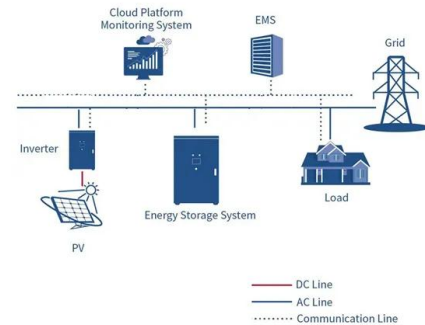 Cloud Platform
Monitoring System
EMS
Grid
Inverter
Energy Storage System
Load
PV
DC Line
AC Line
Communication Line